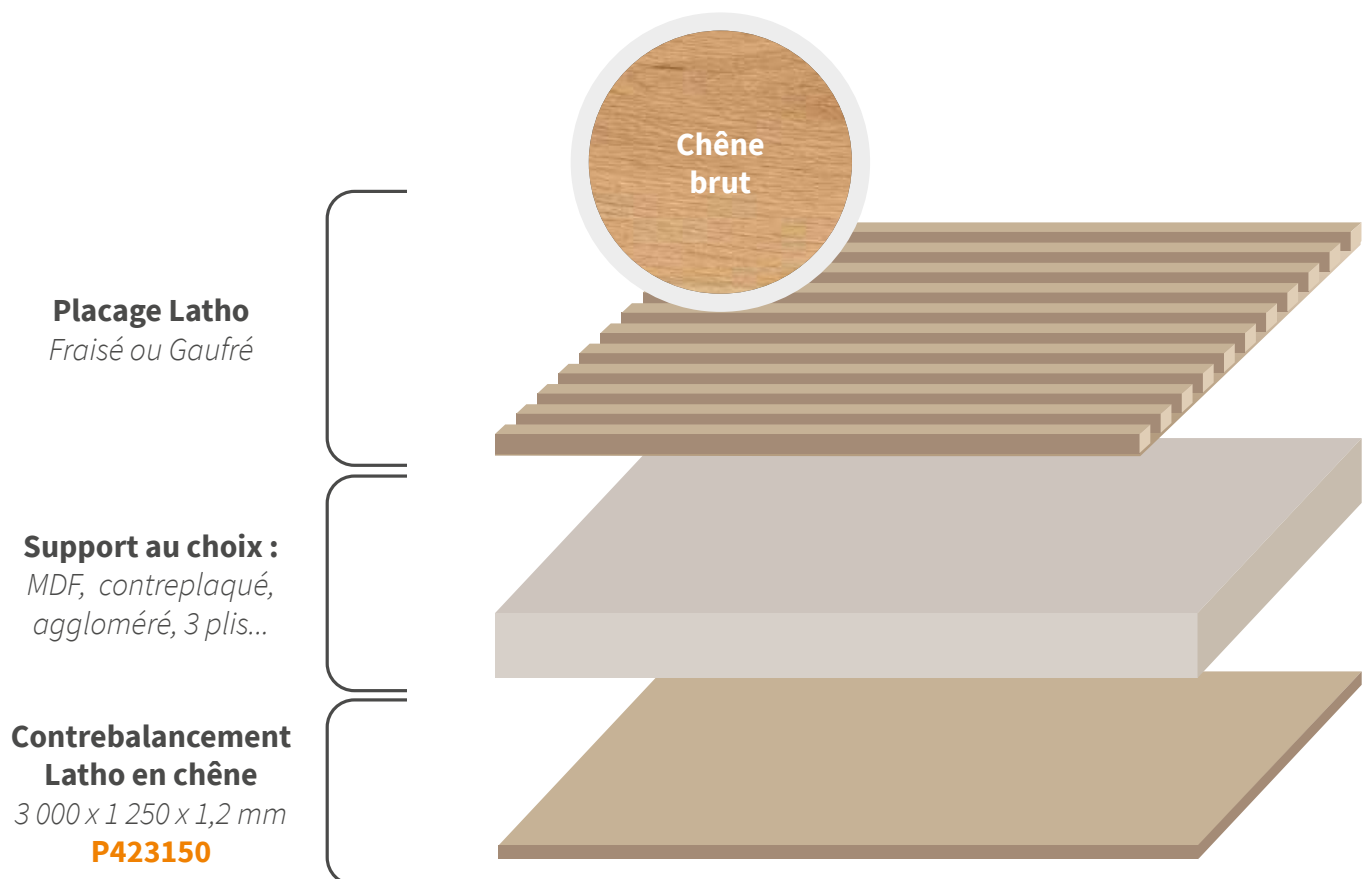 Chêne
brut
Placage Latho
Fraisé ou Gaufré
Support au choix :
MDF, contreplaqué,
aggloméré, 3 plis...
Contrebalancement
Latho en chêne
3 000 x 1 250 x 1,2 mm
P423150